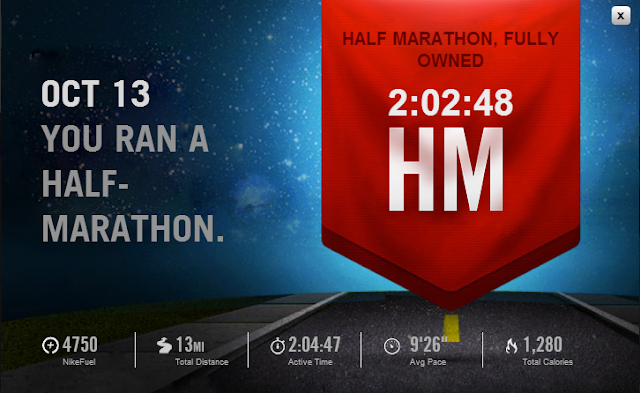 x
HALF MARATHON, FULLY
OWNED
2:02:48
HM
OCT 13
YOU RAN A
HALF-
MARATHON.
4750
NikeFuel
13MI
Total Distance
2:04:47
Active Time
9'26"
Avg Pace
1,280
Total Calories